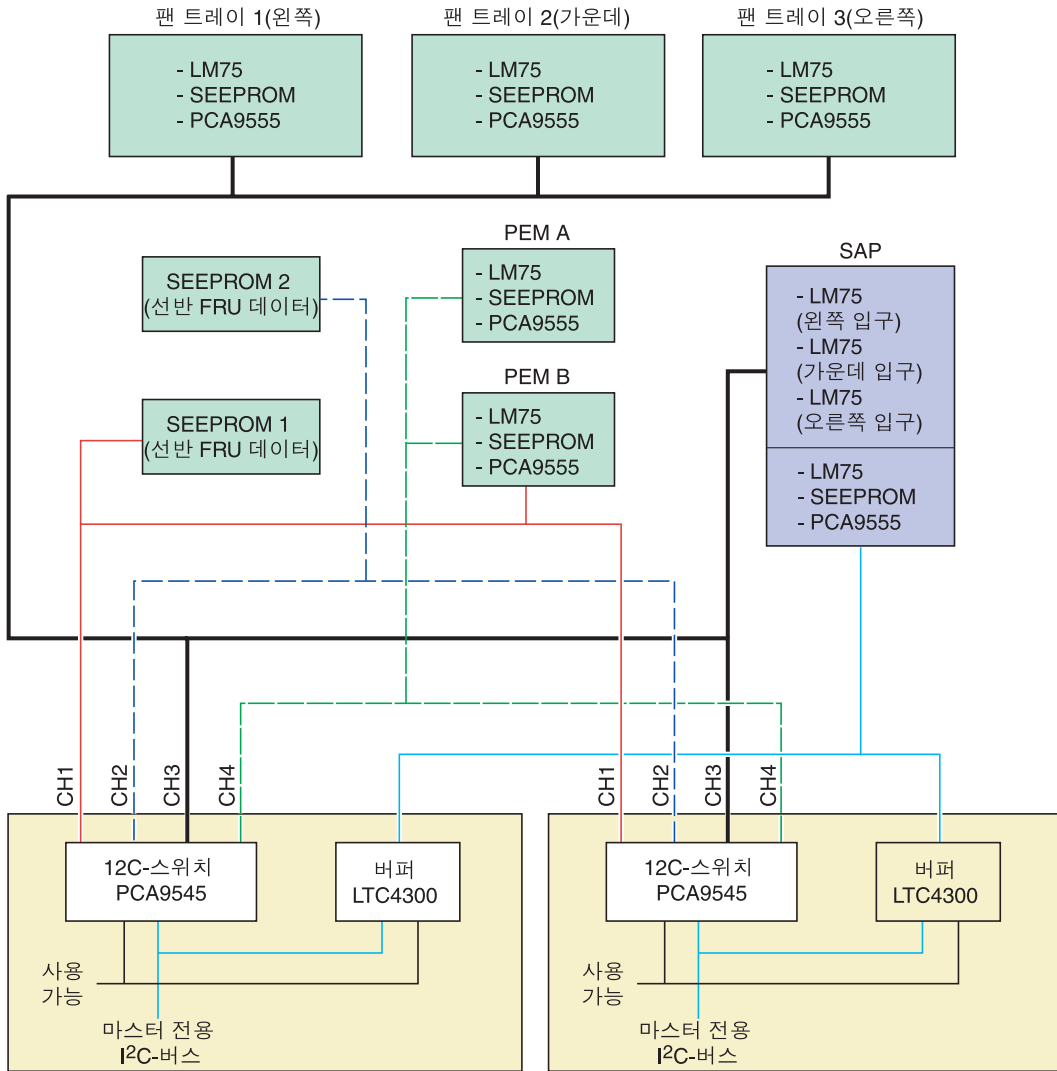 팬 트레이 1(왼쪽)
팬 트레이 2(가운데)
팬 트레이 3(오른쪽)
- LM75
- SEEPROM
- PCA9555
- LM75
- SEEPROM
- PCA9555
- LM75
- SEEPROM
- PCA9555
SEEPROM 2
(선반 FRU 데이터)
PEM A
- LM75
- SEEPROM
- PCA9555
SAP
- LM75
(왼쪽 입구)
- LM75
(가운데 입구)
- LM75
(오른쪽 입구)
- LM75
- SEEPROM
- PCA9555
SEEPROM 1
(선반 FRU 데이터)
PEM B
- LM75
- SEEPROM
- PCA9555
CH1
CH2
CH3
CH4
CH1
CH2
CH3
CH4
12C-스위치
PCA9545
버퍼
LTC4300
사용
가능
마스터 전용
I²C-버스
12C-스위치
PCA9545
버퍼
LTC4300
사용
가능
마스터 전용
I²C-버스